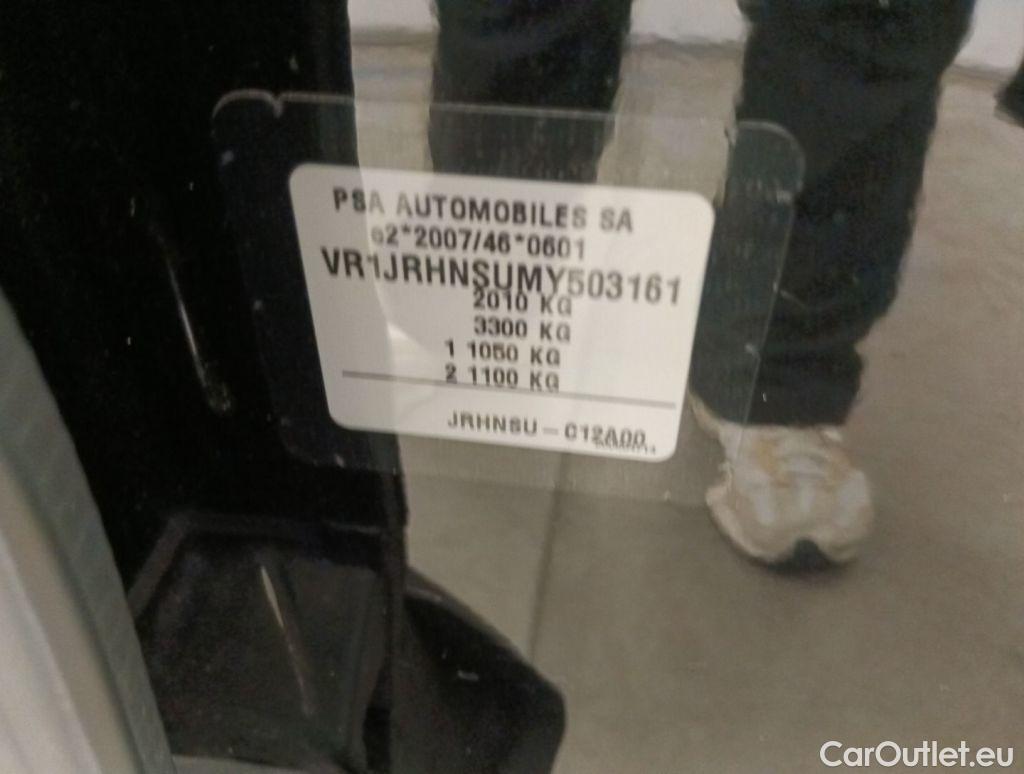 PSA AUTOMOBILES SA
e2*2007/46*0601
VR1JRHNSUMY503161
2010 KG
3300 KG
1 1050 KG
2 1100 KG
JRHNSU – C12A00
CarOutlet.eu